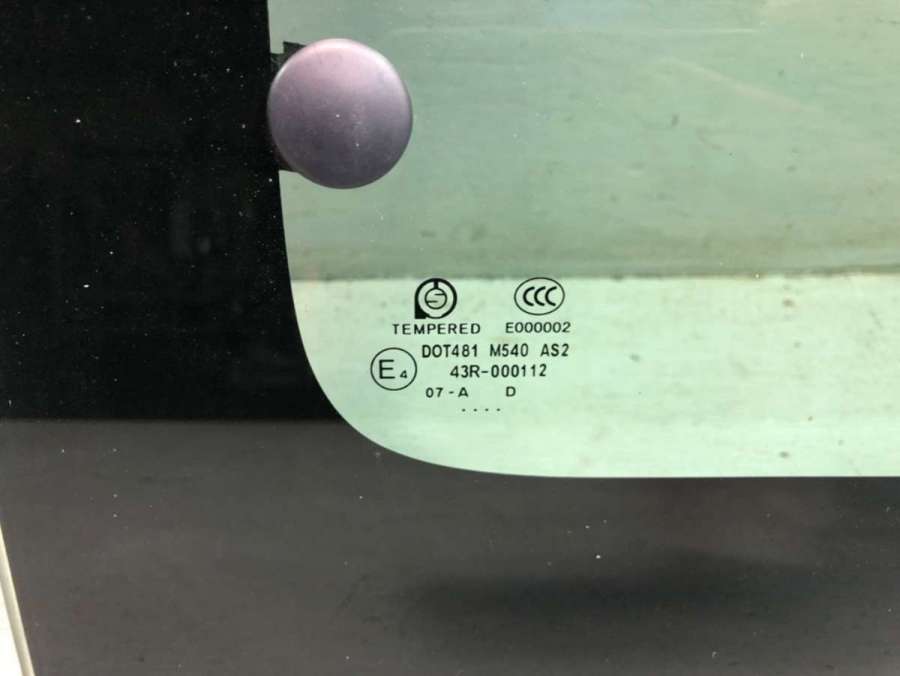 CCC
TEMPERED E000002
DOT481 M540 AS2
E4 43R-000112
07-A D
....